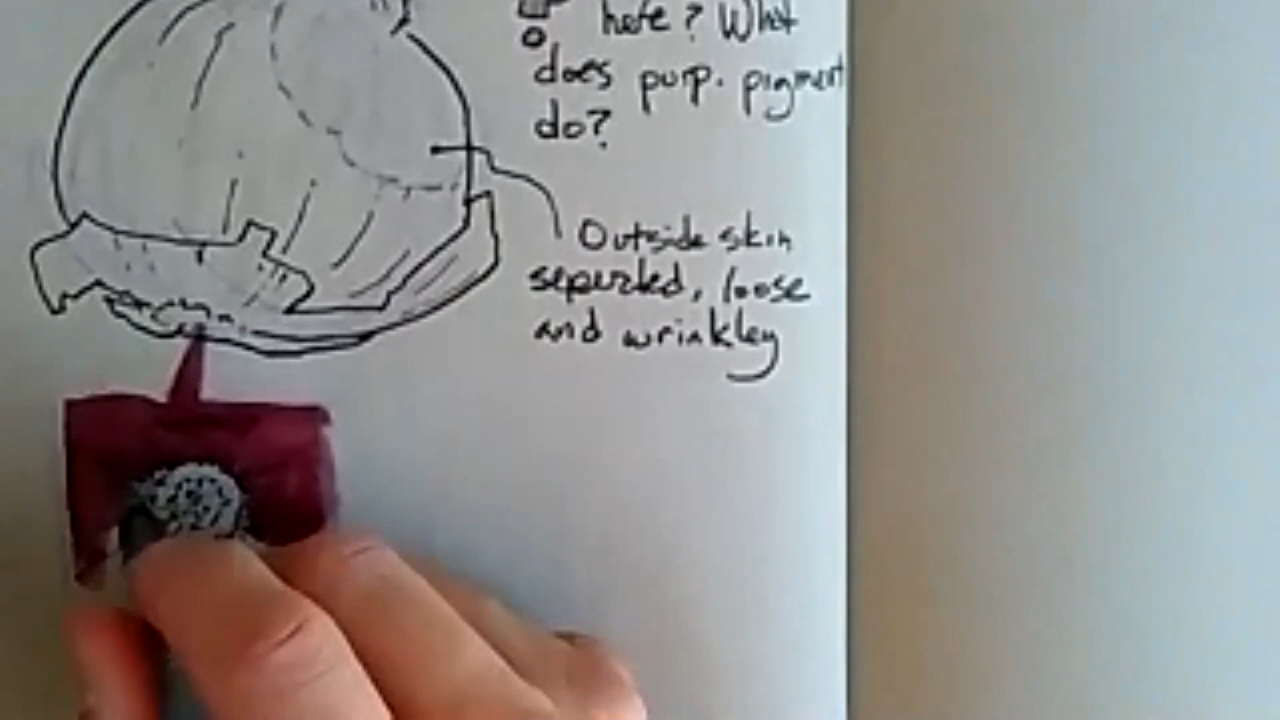 here? What
does purp. pigment
do?
Outside skin
seperated, loose
and wrinkley